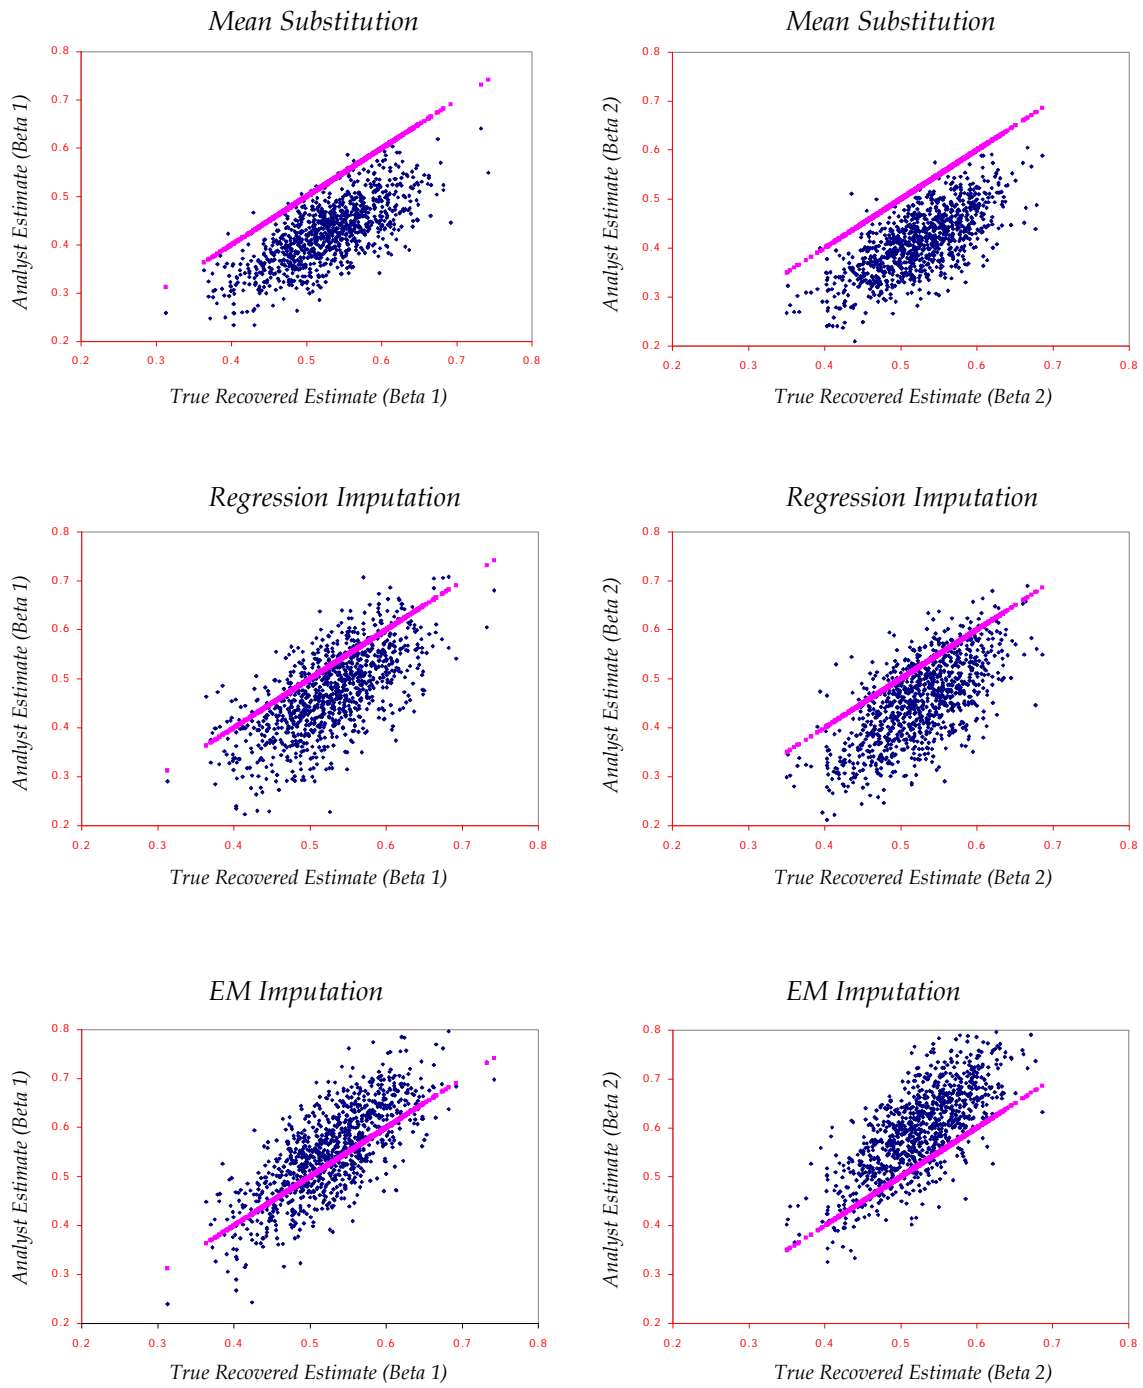 Mean Substitution
Analyst Estimate (Beta 1)
0.8
0.7
0.6
0.5
0.4
0.3
0.2
0.2 0.3 0.4 0.5 0.6 0.7 0.8
True Recovered Estimate (Beta 1)
Mean Substitution
Analyst Estimate (Beta 2)
0.8
0.7
0.6
0.5
0.4
0.3
0.2
0.2 0.3 0.4 0.5 0.6 0.7 0.8
True Recovered Estimate (Beta 2)
Regression Imputation
Analyst Estimate (Beta 1)
0.8
0.7
0.6
0.5
0.4
0.3
0.2
0.2 0.3 0.4 0.5 0.6 0.7 0.8
True Recovered Estimate (Beta 1)
Regression Imputation
Analyst Estimate (Beta 2)
0.8
0.7
0.6
0.5
0.4
0.3
0.2
0.2 0.3 0.4 0.5 0.6 0.7 0.8
True Recovered Estimate (Beta 2)
EM Imputation
Analyst Estimate (Beta 1)
0.8
0.7
0.6
0.5
0.4
0.3
0.2
0.2 0.3 0.4 0.5 0.6 0.7 0.8
True Recovered Estimate (Beta 1)
EM Imputation
Analyst Estimate (Beta 2)
0.8
0.7
0.6
0.5
0.4
0.3
0.2
0.2 0.3 0.4 0.5 0.6 0.7 0.8
True Recovered Estimate (Beta 2)